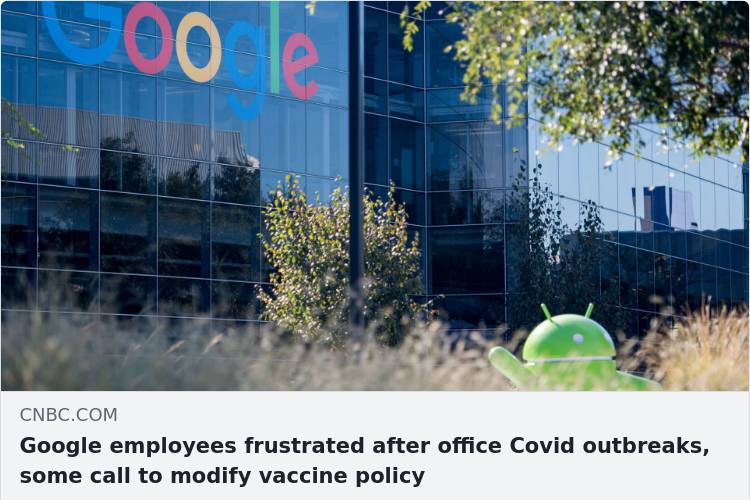 Google
CNBC.COM
Google employees frustrated after office Covid outbreaks,
some call to modify vaccine policy